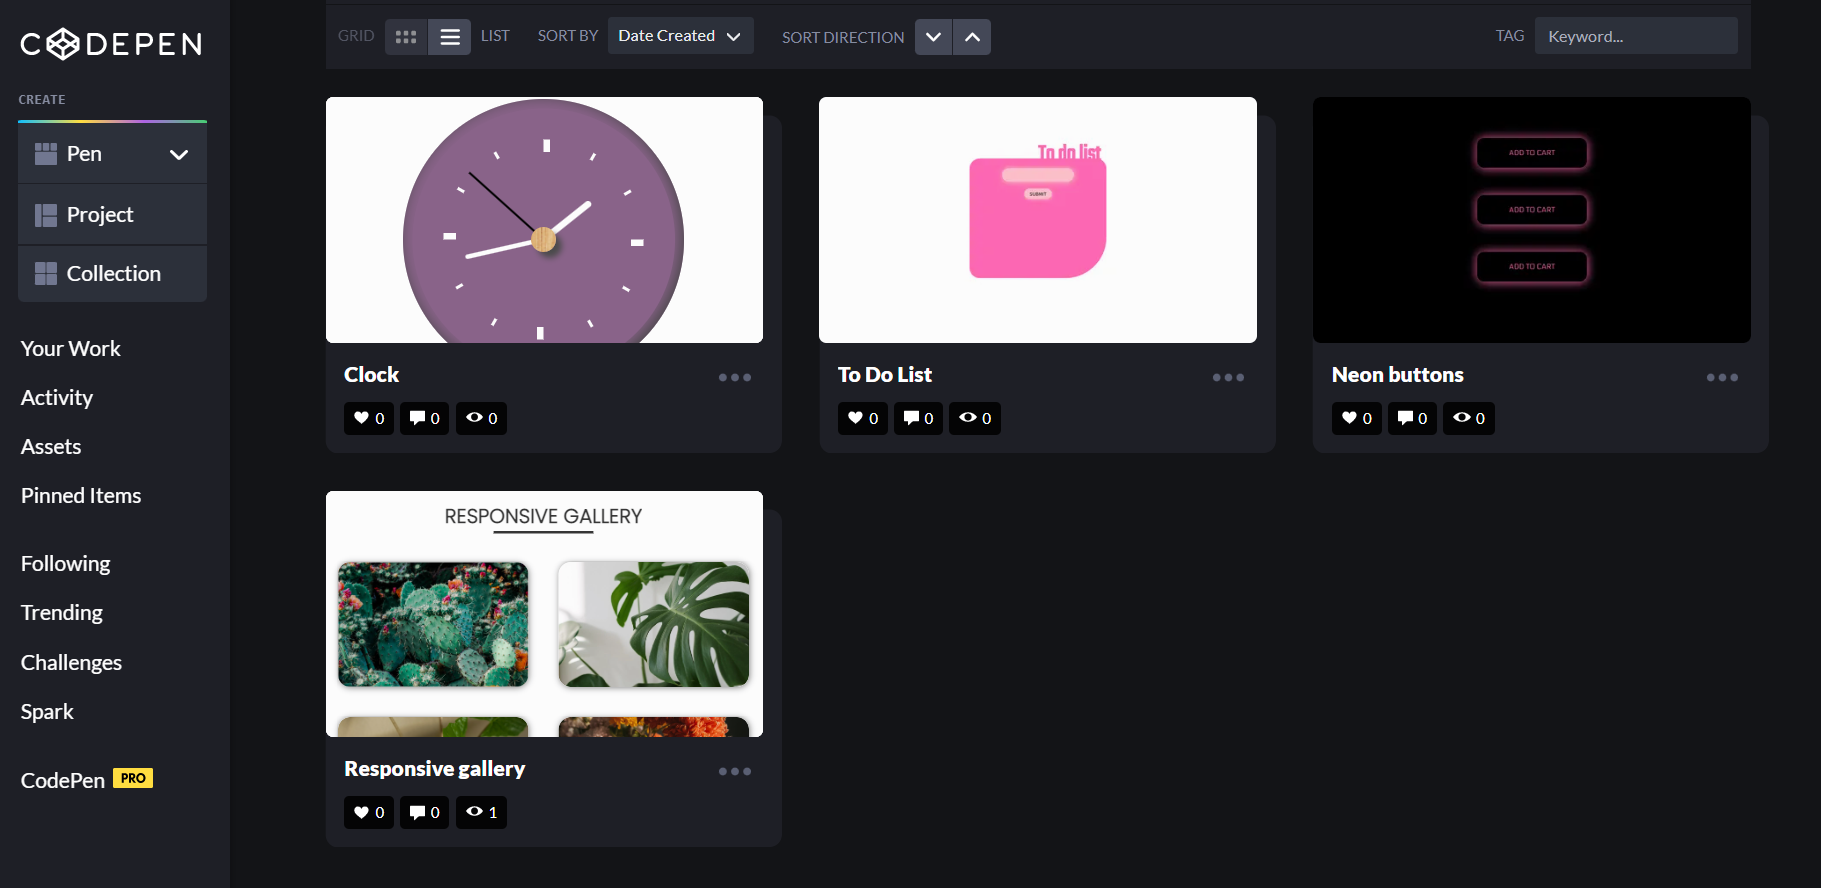 CODEPEN
GRID LIST SORT BY Date Created SORT DIRECTION TAG Keyword...
CREATE
Pen
Project
Collection
Your Work
Activity
Assets
Pinned Items
Following
Trending
Challenges
Spark
CodePen PRO
Clock
0 0 0
To do list
SUBMIT
To Do List
0 0 0
ADD TO CART
ADD TO CART
ADD TO CART
Neon buttons
0 0 0
RESPONSIVE GALLERY
Responsive gallery
0 0 1